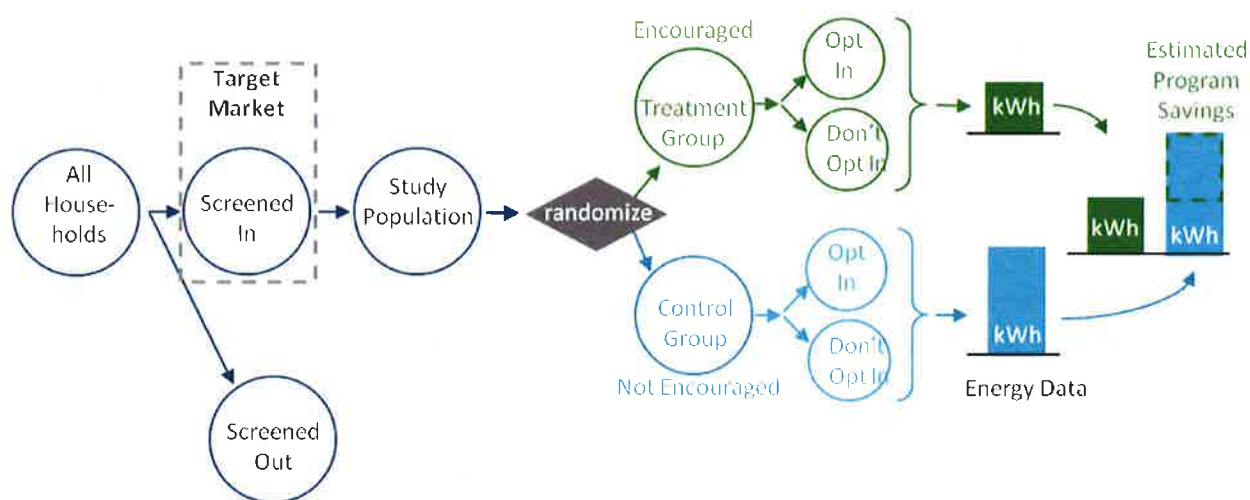 All
House-
holds
Target
Market
Screened
In
Screened
Out
Study
Population
randomize
Encouraged
Treatment
Group
Opt
In
Don't
Opt In
kWh
Control
Group
Not Encouraged
Opt
In
Don't
Opt In
kWh
Energy Data
Estimated
Program
Savings
kWh
kWh